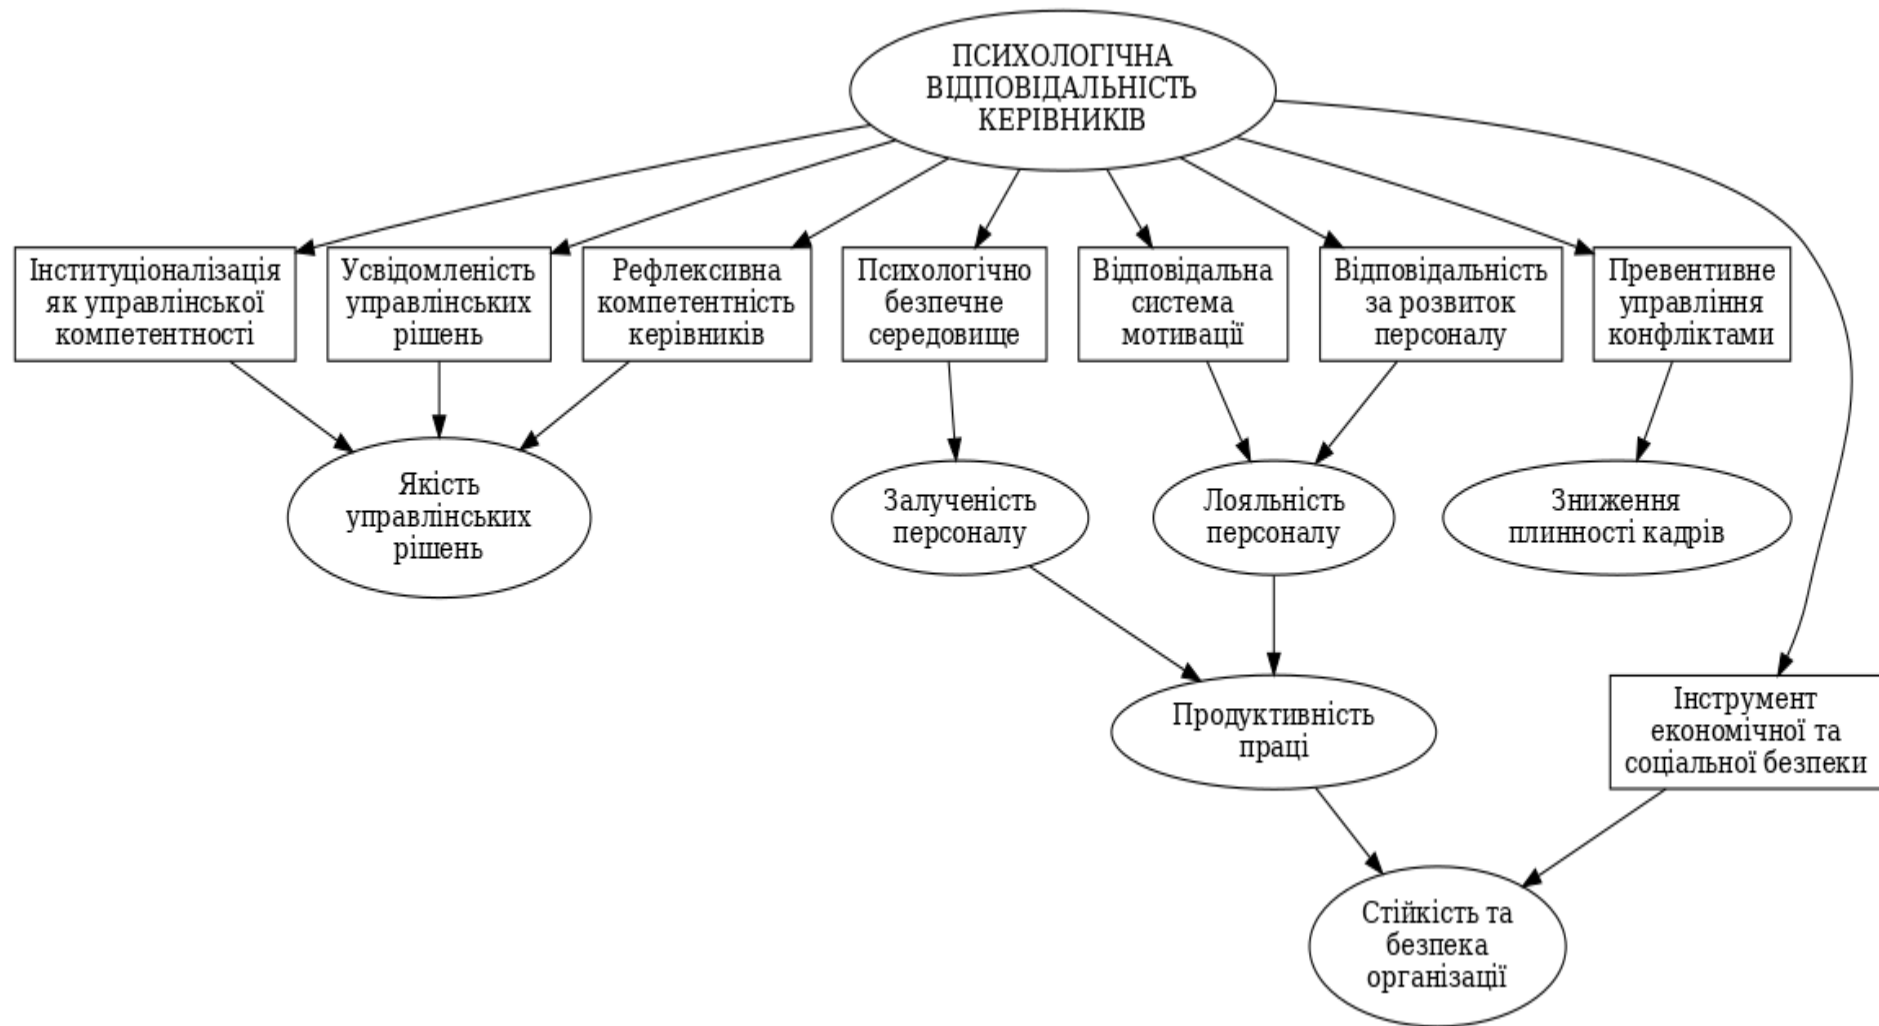 ПСИХОЛОГІЧНА
ВІДПОВІДАЛЬНІСТЬ
КЕРІВНИКІВ
Інституціоналізація
як управлінської
компетентності
Усвідомленість
управлінських
рішень
Рефлексивна
компетентність
керівників
Психологічно
безпечне
середовище
Відповідальна
система
мотивації
Відповідальність
за розвиток
персоналу
Превентивне
управління
конфліктами
Якість
управлінських
рішень
Залученість
персоналу
Лояльність
персоналу
Зниження
плинності кадрів
Продуктивність
праці
Інструмент
економічної та
соціальної безпеки
Стійкість та
безпека
організації